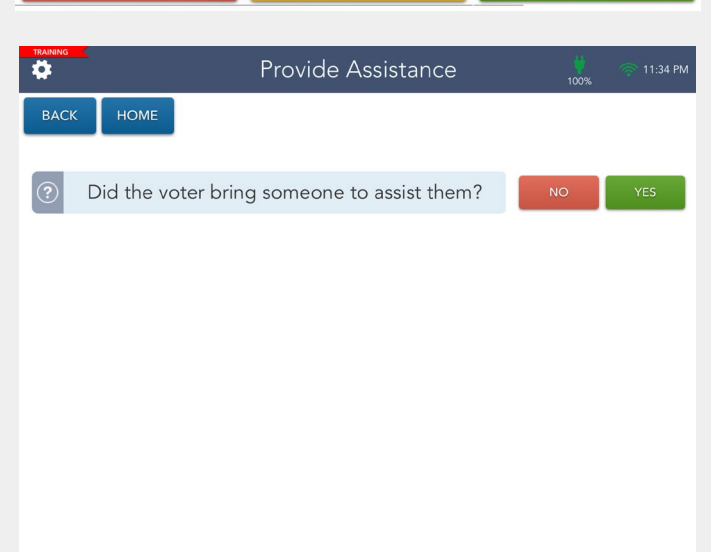 TRAINING
Provide Assistance
100%
11:34 PM
BACK HOME
Did the voter bring someone to assist them? NO YES